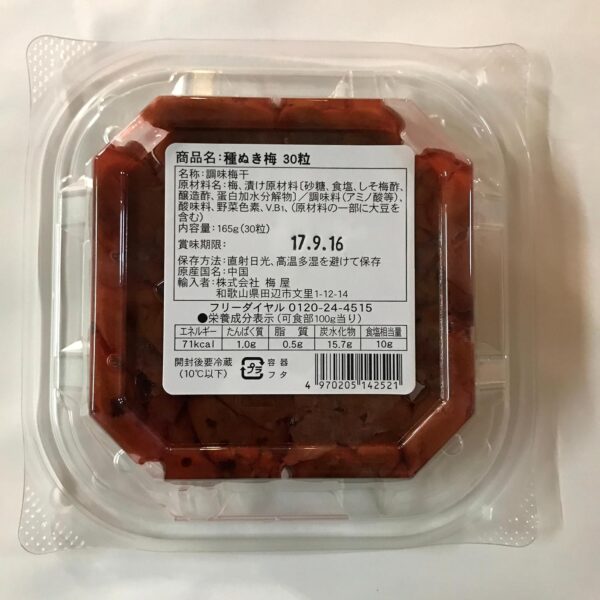 商品名:種ぬき梅 30粒
名称:調味梅干
原材料名:梅、漬け原材料〔砂糖、食塩、しそ梅酢、
醸造酢、蛋白加水分解物〕／調味料(アミノ酸等)、
酸味料、野菜色素、V.B₁、(原材料の一部に大豆を
含む)
内容量:165g(30粒)
賞味期限: 17.9.16
保存方法:直射日光、高温多湿を避けて保存
原産国名:中国
輸入者:株式会社 梅 屋
和歌山県田辺市文里1-12-14
フリーダイヤル 0120-24-4515
●栄養成分表示(可食部100g当り)
エネルギー たんぱく質 脂 質 炭水化物 食塩相当量
71kcal 1.0g 0.5g 15.7g 10g
開封後要冷蔵
(10℃以下)
プラ
容器
フタ
4 970205 142521